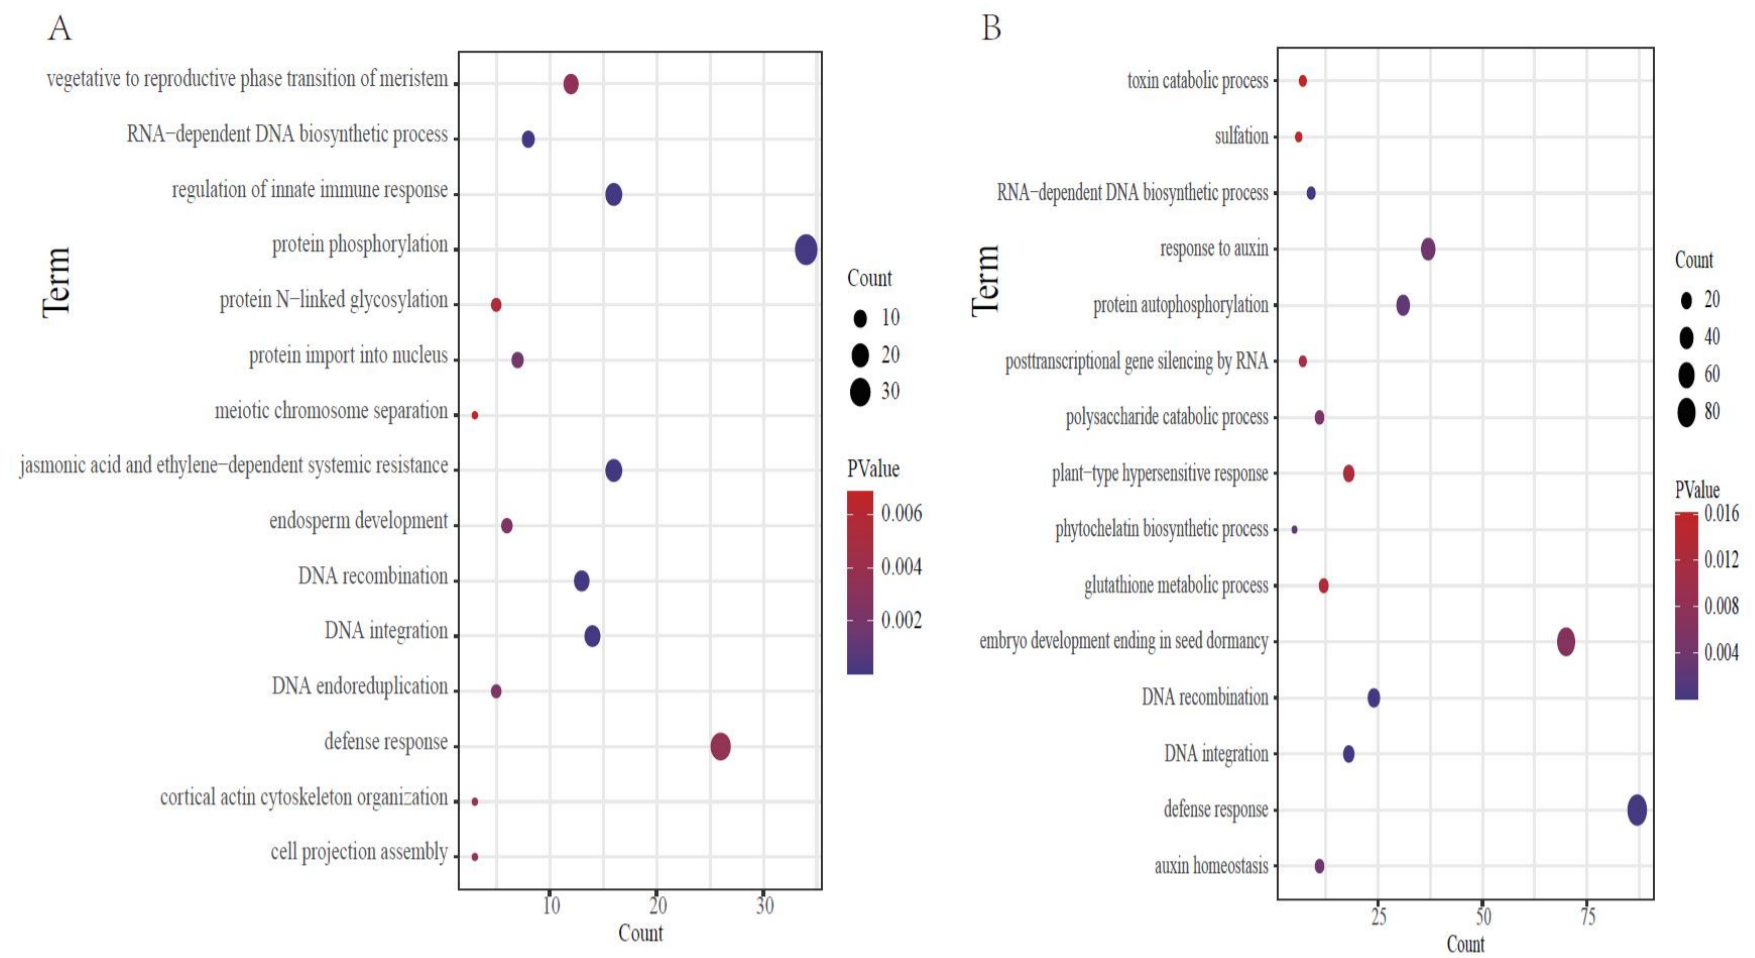 A
vegetative to reproductive phase transition of meristem
RNA−dependent DNA biosynthetic process
regulation of innate immune response
protein phosphorylation
protein N−linked glycosylation
protein import into nucleus
meiotic chromosome separation
jasmonic acid and ethylene−dependent systemic resistance
endosperm development
DNA recombination
DNA integration
DNA endoreduplication
defense response
cortical actin cytoskeleton organization
cell projection assembly
Term
10 20 30
Count
Count
10
20
30
PValue
0.006
0.004
0.002
B
toxin catabolic process
sulfation
RNA−dependent DNA biosynthetic process
response to auxin
protein autophosphorylation
posttranscriptional gene silencing by RNA
polysaccharide catabolic process
plant−type hypersensitive response
phytochelatin biosynthetic process
glutathione metabolic process
embryo development ending in seed dormancy
DNA recombination
DNA integration
defense response
auxin homeostasis
Term
25 50 75
Count
Count
20
40
60
80
PValue
0.016
0.012
0.008
0.004